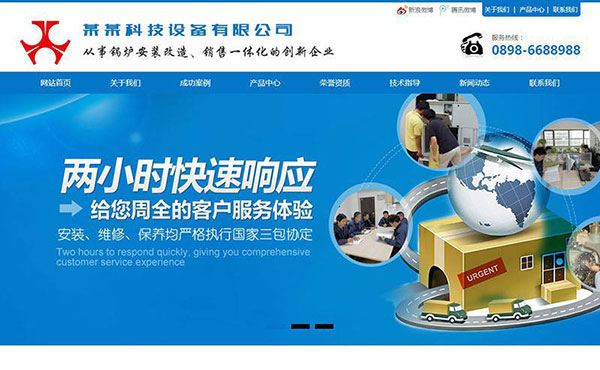 新浪微博 腾讯微博 关于我们 | 产品中心 | 联系我们
某某科技设备有限公司
从事锅炉安装改造、销售一体化的创新企业
服务热线：
0898-6688988
网站首页 关于我们 成功案例 产品中心 荣誉资质 技术指导 新闻动态 联系我们
两小时快速响应
给您周全的客户服务体验
安装、维修、保养均严格执行国家三包协定
Two hours to respond quickly, giving you comprehensive
customer service experience
URGENT